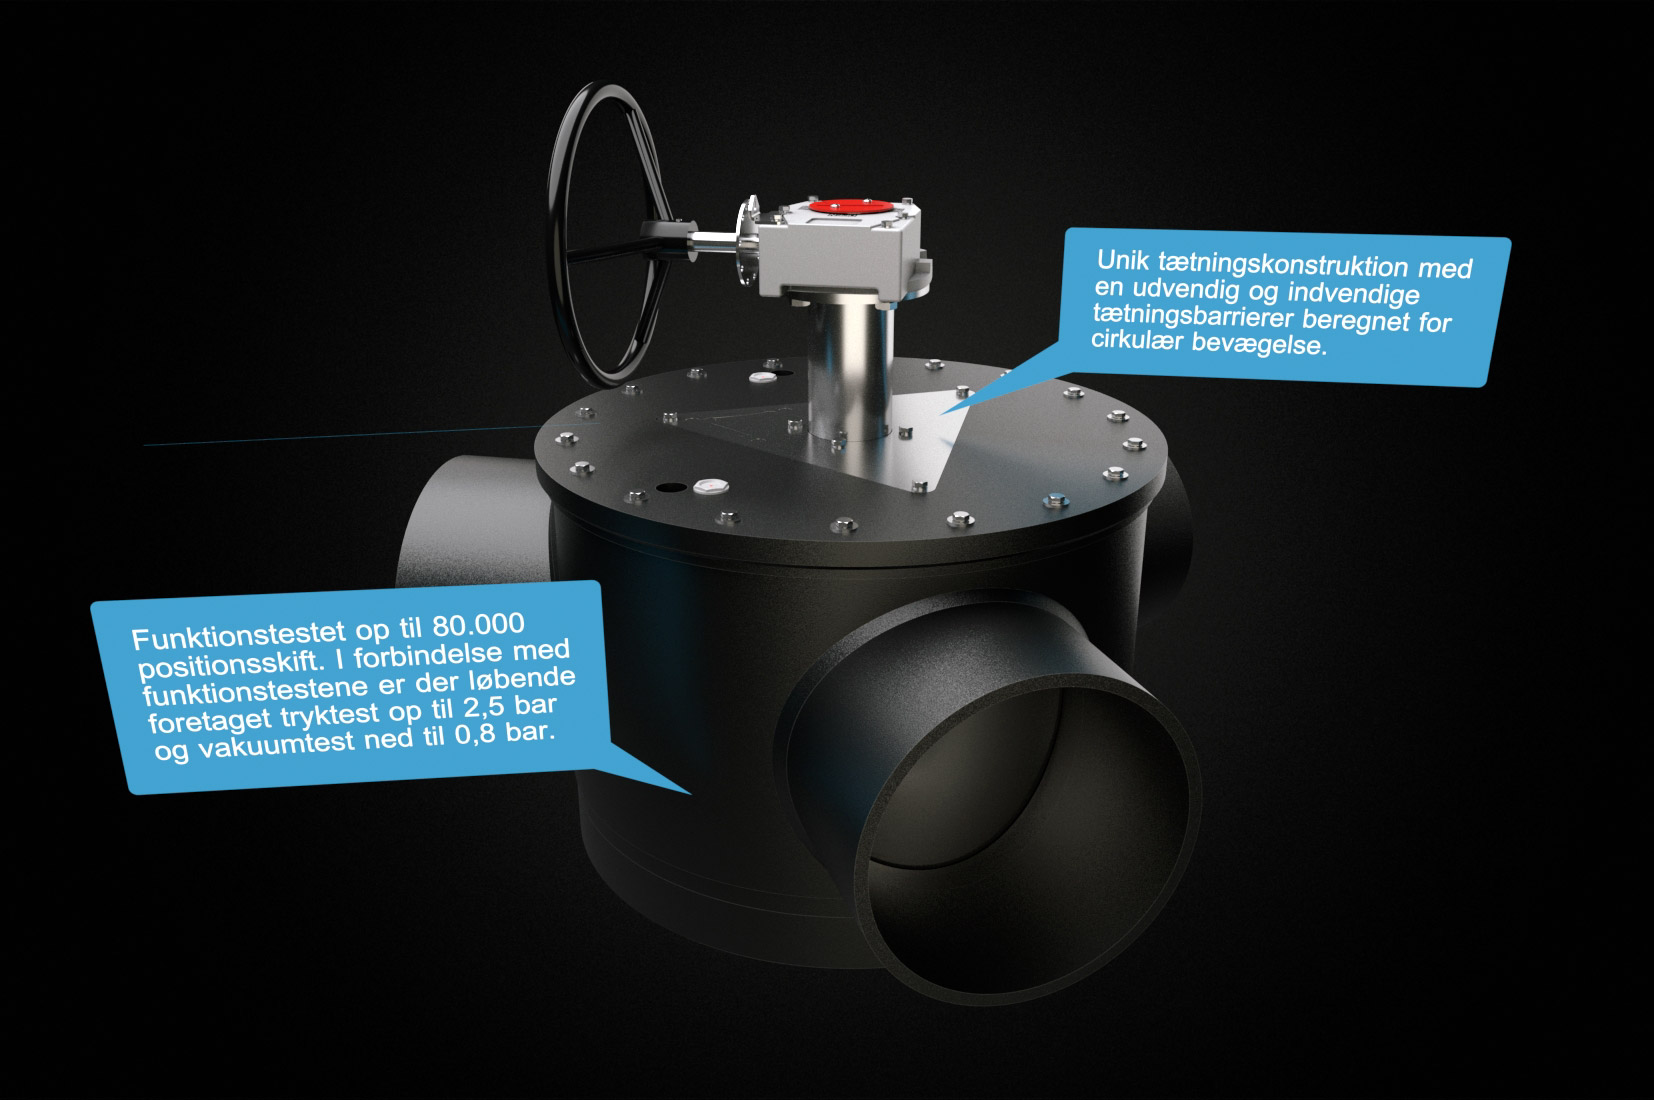 Unik tætningskonstruktion med
en udvendig og indvendige
tætningsbarrierer beregnet for
cirkulær bevægelse.
Funktionstestet op til 80.000
positionsskift. I forbindelse med
funktionstestene er der løbende
foretaget tryktest op til 2,5 bar
og vakuumtest ned til 0,8 bar.